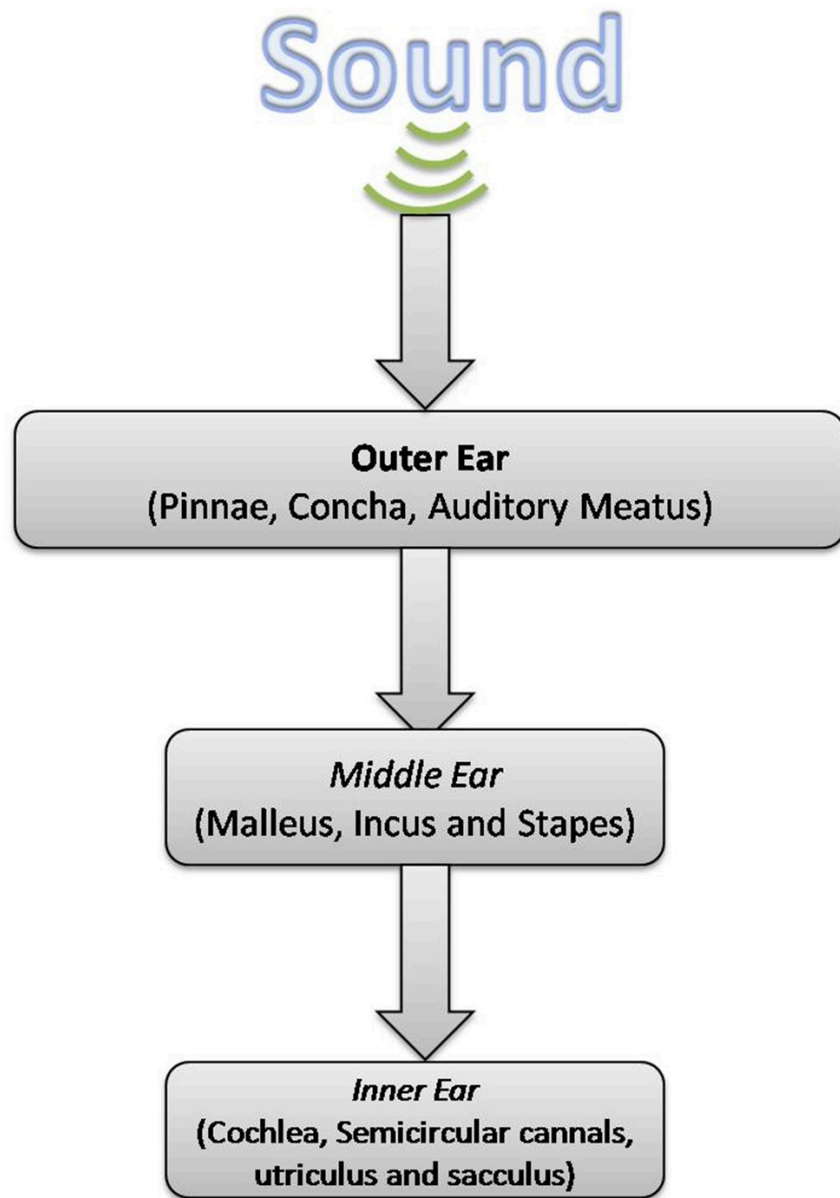 Sound
Outer Ear
(Pinnae, Concha, Auditory Meatus)
Middle Ear
(Malleus, Incus and Stapes)
Inner Ear
(Cochlea, Semicircular cannals,
utriculus and sacculus)